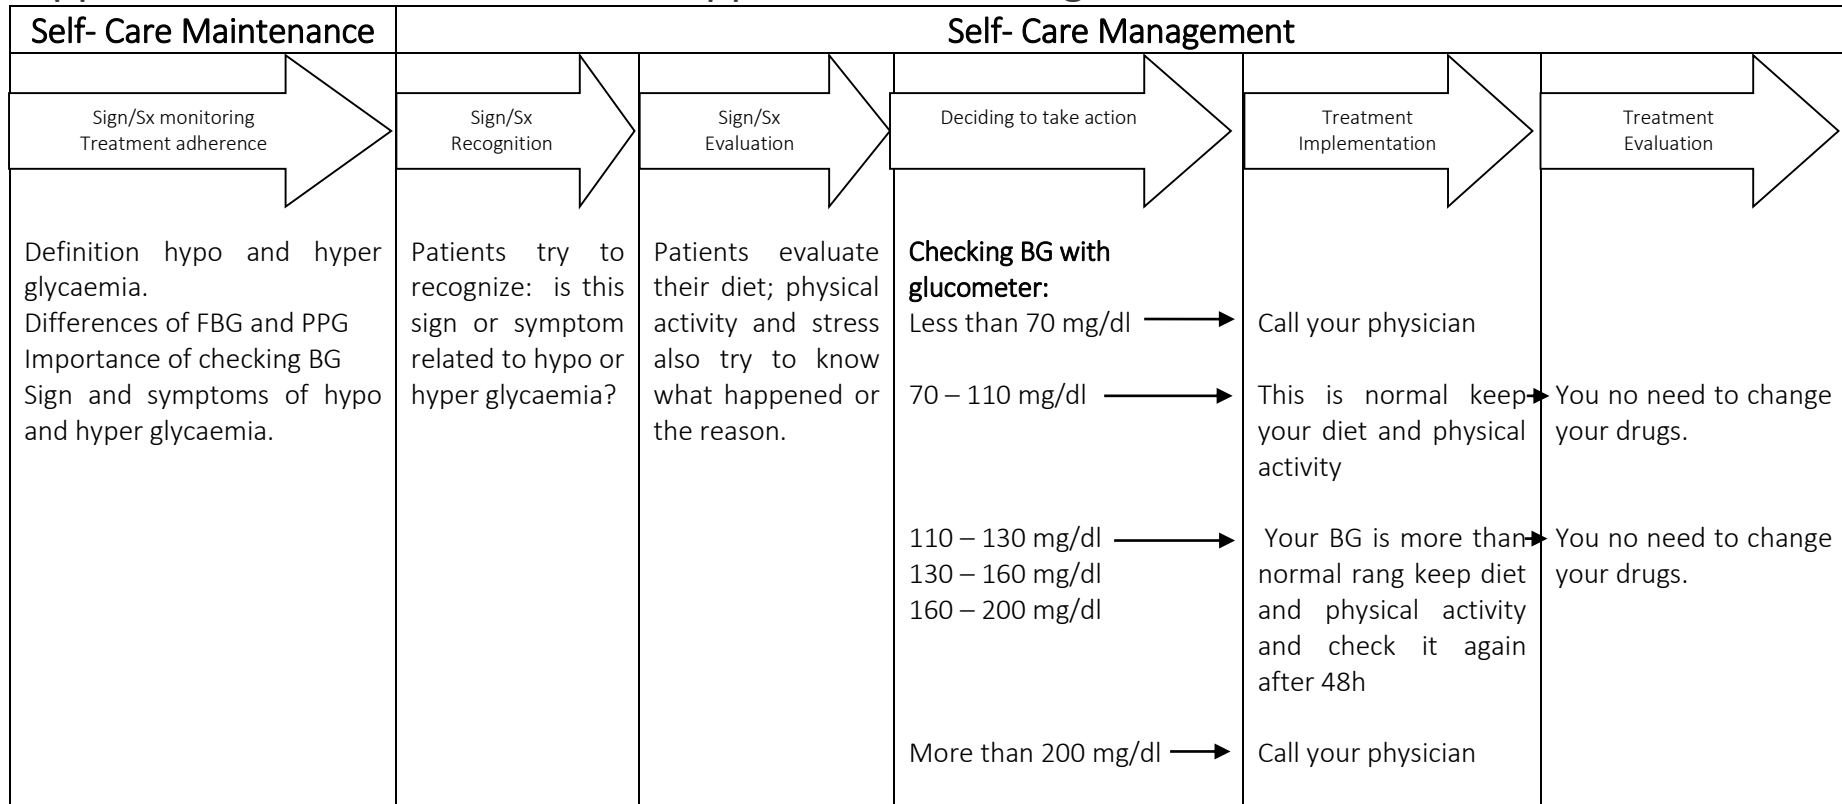 Self- Care Maintenance
Self- Care Management
Sign/Sx monitoring
Treatment adherence
Sign/Sx
Recognition
Sign/Sx
Evaluation
Deciding to take action
Treatment
Implementation
Treatment
Evaluation
Definition hypo and hyper
glycaemia.
Differences of FBG and PPG
Importance of checking BG
Sign and symptoms of hypo
and hyper glycaemia.
Patients try to
recognize: is this
sign or symptom
related to hypo or
hyper glycaemia?
Patients evaluate
their diet; physical
activity and stress
also try to know
what happened or
the reason.
Checking BG with
glucometer:
Less than 70 mg/dl
Call your physician
70 – 110 mg/dl
This is normal keep
your diet and physical
activity
You no need to change
your drugs.
110 – 130 mg/dl
130 – 160 mg/dl
160 – 200 mg/dl
Your BG is more than
normal rang keep diet
and physical activity
and check it again
after 48h
You no need to change
your drugs.
More than 200 mg/dl
Call your physician